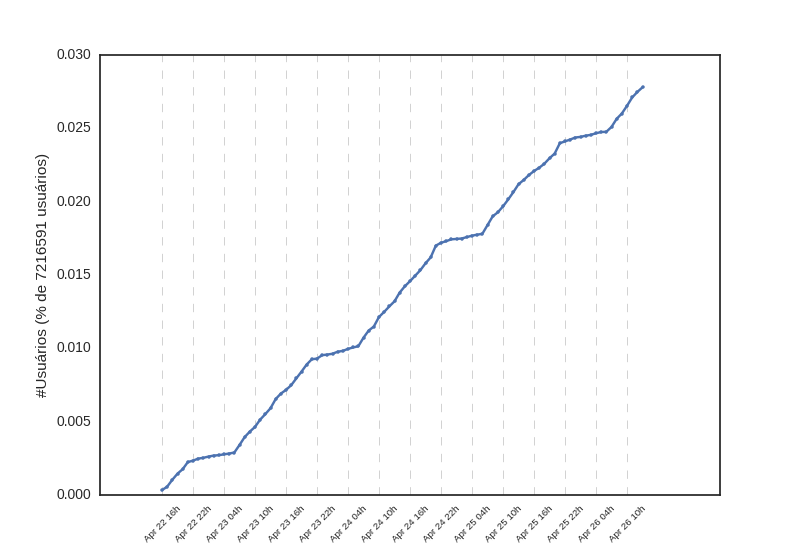 0.030
0.025
0.020
0.015
0.010
0.005
0.000
#Usuários (% de 7216591 usuários)
Apr 22 16h
Apr 22 22h
Apr 23 04h
Apr 23 10h
Apr 23 16h
Apr 23 22h
Apr 24 04h
Apr 24 10h
Apr 24 16h
Apr 24 22h
Apr 25 04h
Apr 25 10h
Apr 25 16h
Apr 25 22h
Apr 26 04h
Apr 26 10h